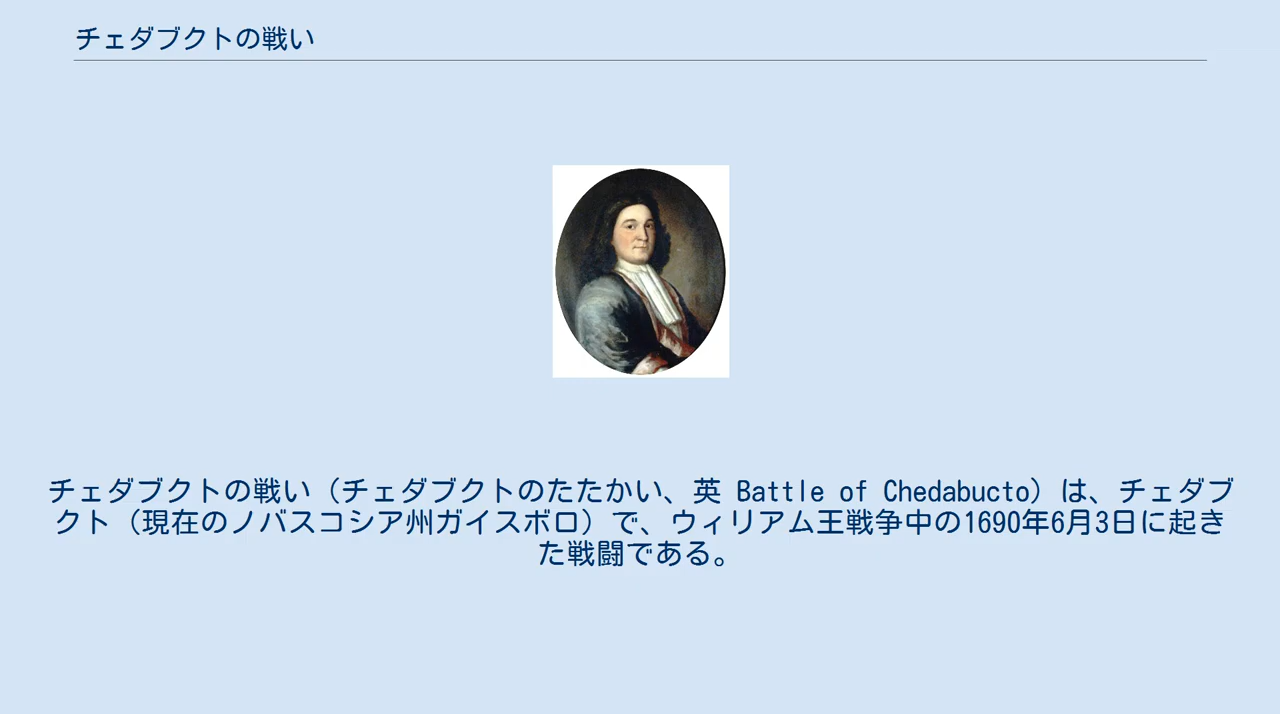 チェダブクトの戦い
チェダブクトの戦い（チェダブクトのたたかい、英 Battle of Chedabucto）は、チェダブ
クト（現在のノバスコシア州ガイスボロ）で、ウィリアム王戦争中の1690年6月3日に起き
た戦闘である。